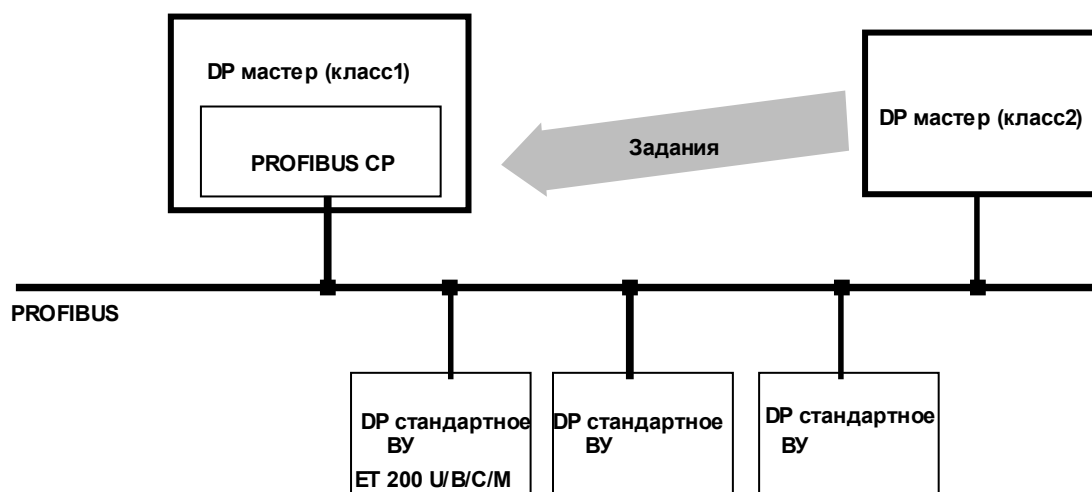 DP мастер (класс1)
PROFIBUS CP
Задания
DP мастер (класс2)
PROFIBUS
DP стандартное
ВУ
ET 200 U/B/C/M
DP стандартное
ВУ
DP стандартное
ВУ